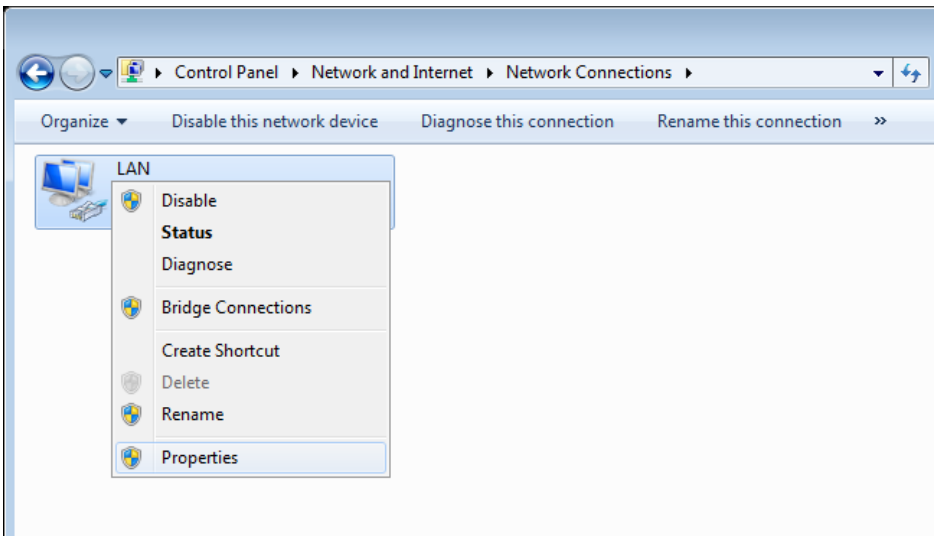 Control Panel Network and Internet Network Connections
Organize Disable this network device Diagnose this connection Rename this connection »
LAN
Disable
Status
Diagnose
Bridge Connections
Create Shortcut
Delete
Rename
Properties